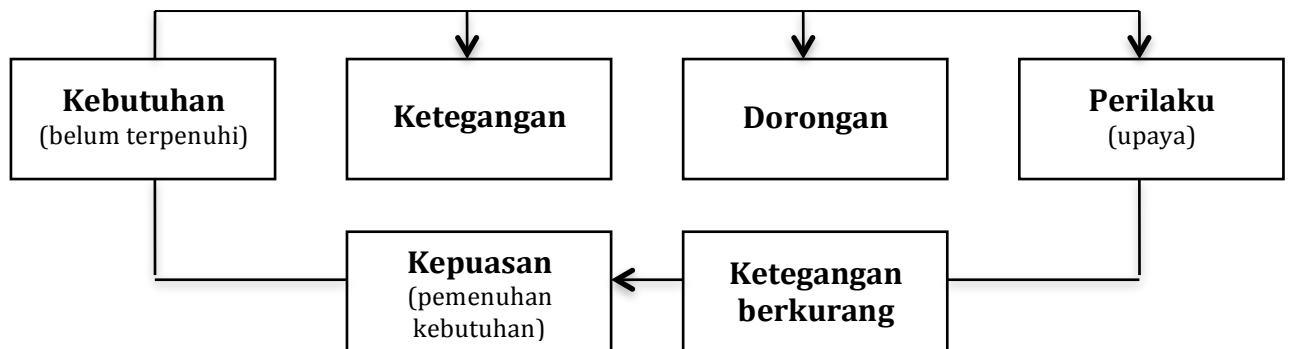 Kebutuhan
(belum terpenuhi)
Ketegangan
Dorongan
Perilaku
(upaya)
Kepuasan
(pemenuhan
kebutuhan)
Ketegangan
berkurang